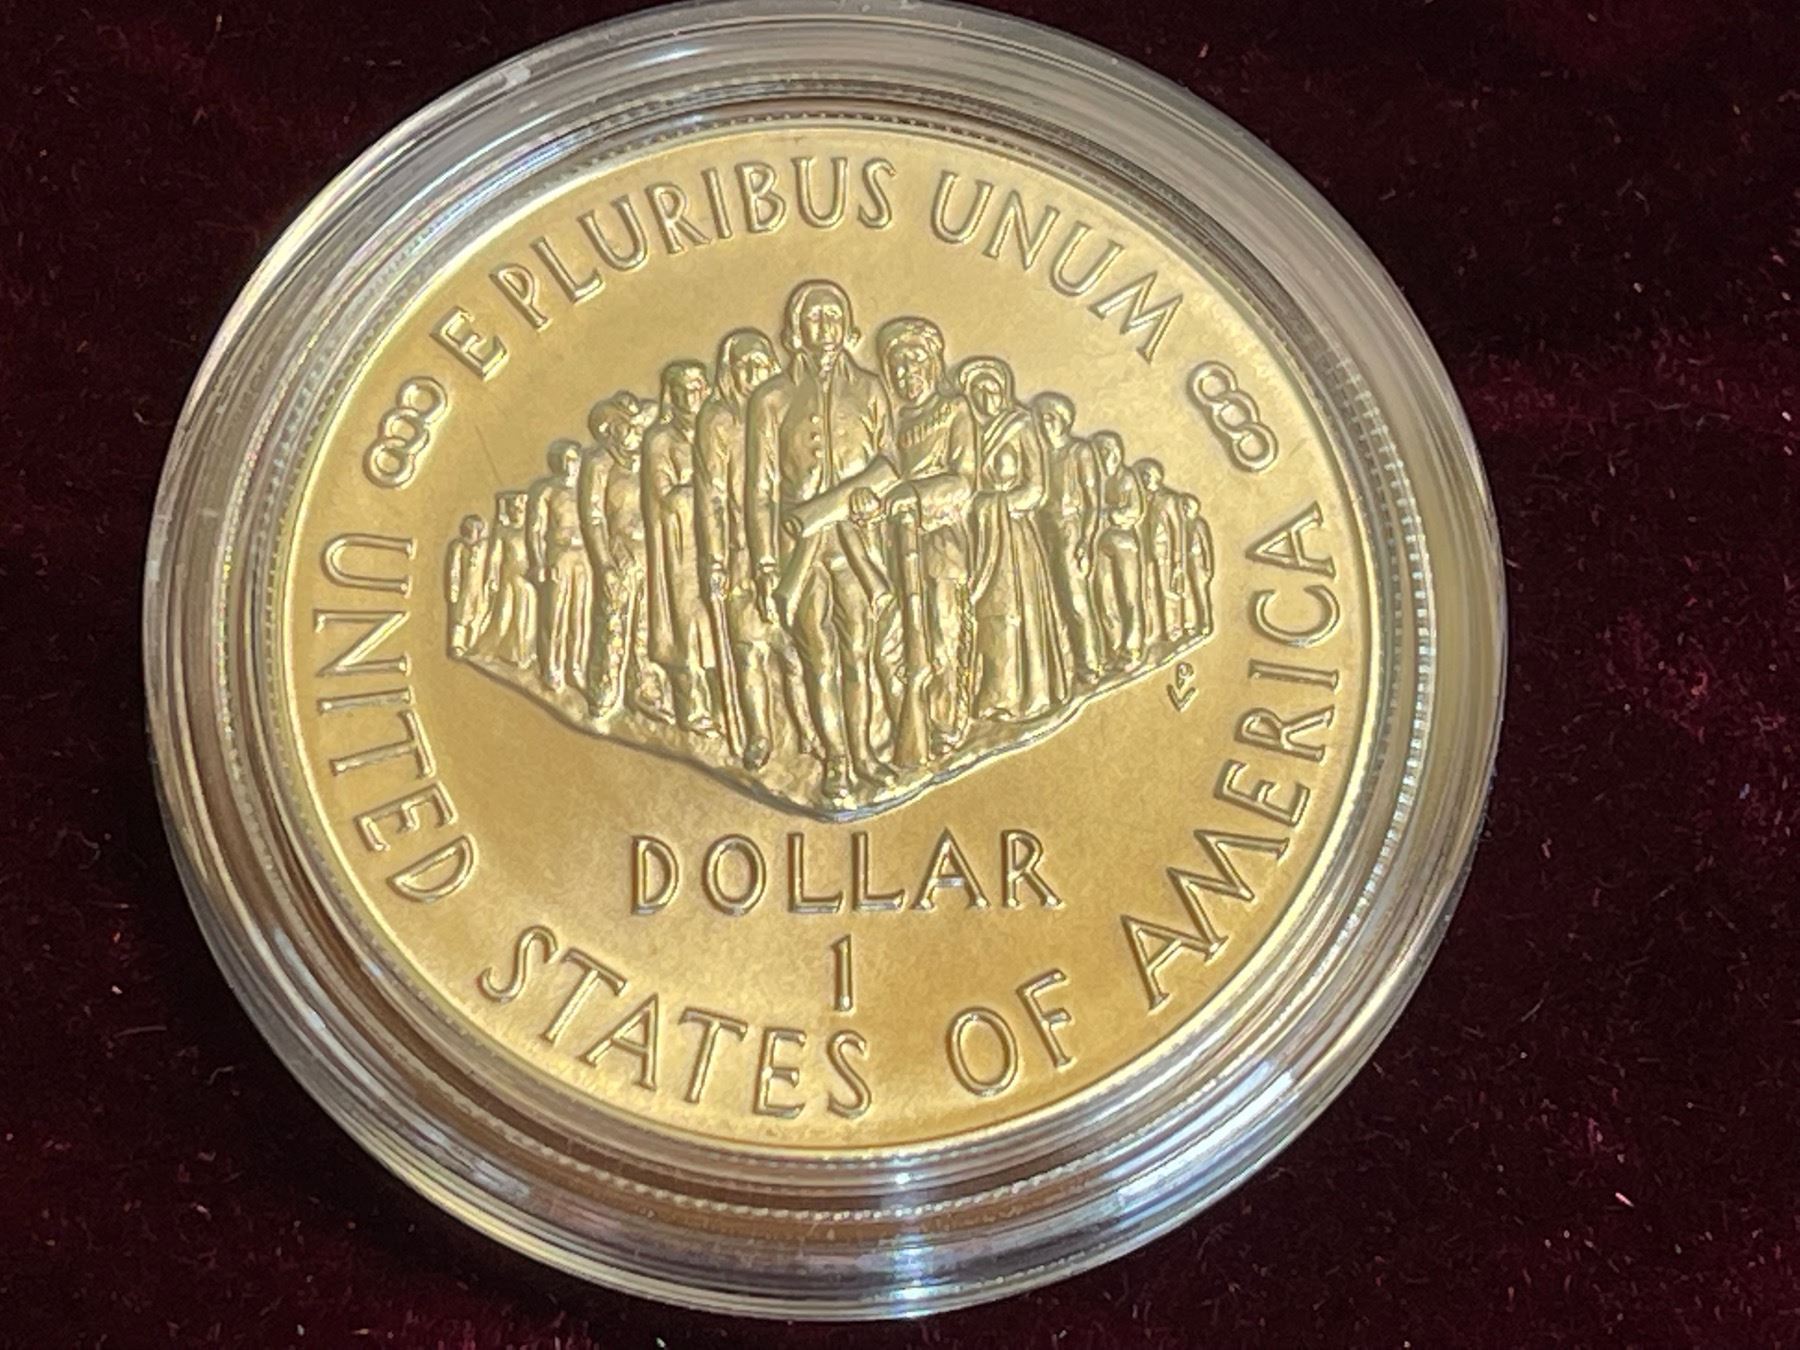 E PLURIBUS UNUM
DOLLAR
1
UNITED STATES OF AMERICA